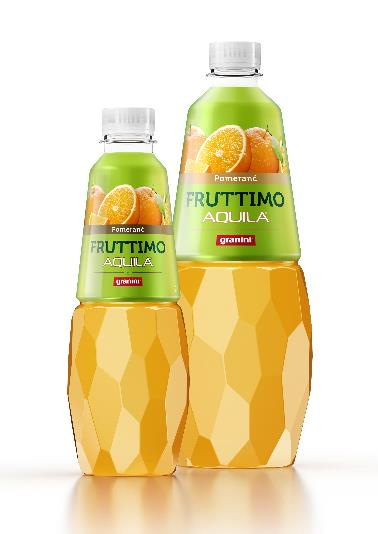 Pomeranč
FRUTTIMO
AQUILA
granini
Pomeranč
FRUTTIMO
AQUILA
granini